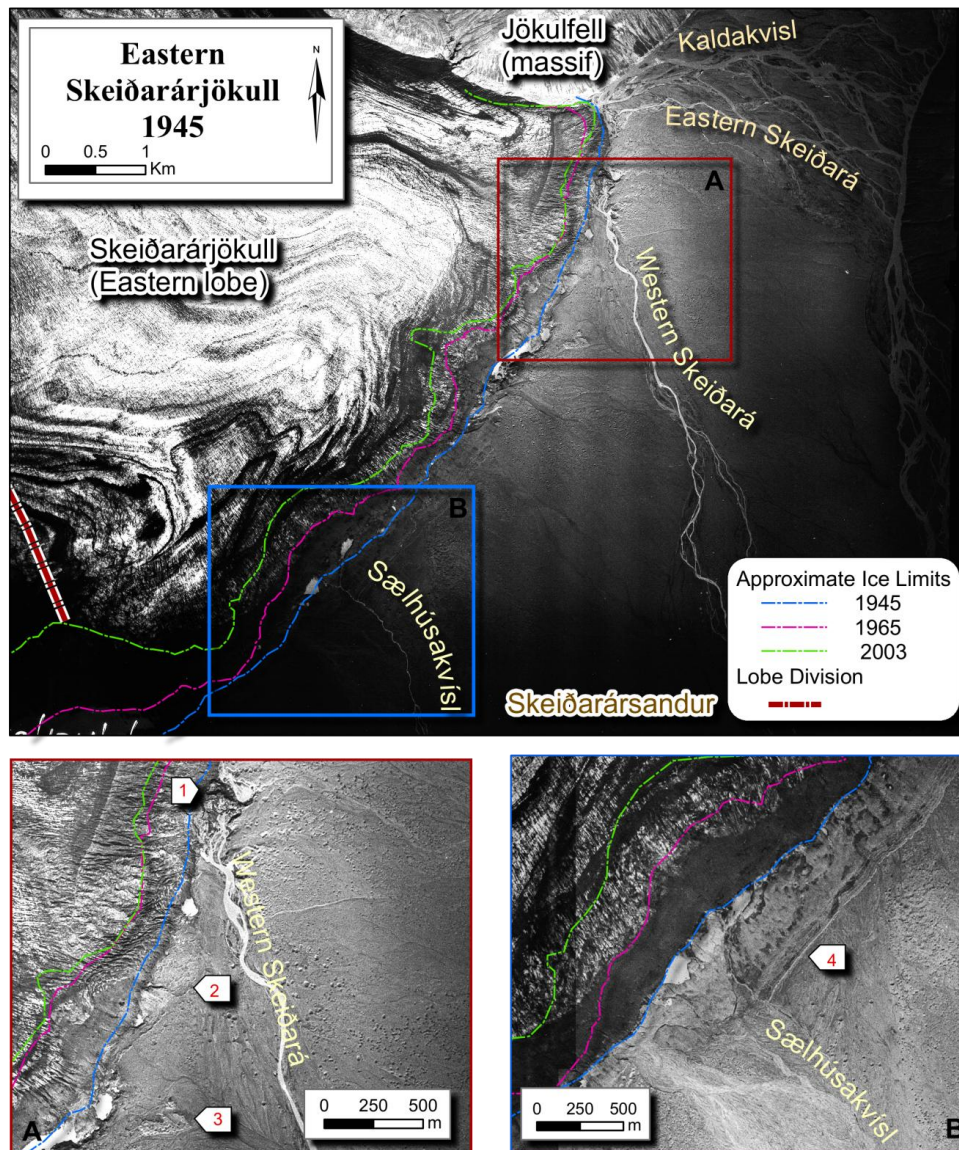 Eastern
Skeiðarárjökull
1945
N
0 0.5 1
Km
Jökulfell
(massif)
Kaldakvisl
Eastern Skeiðará
A
Skeiðarárjökull
(Eastern lobe)
Western Skeiðará
B
Sælhúsakvísl
Skeiðarársandur
Approximate Ice Limits
1945
1965
2003
Lobe Division
1
Western Skeiðará
2
3
0 250 500
m
A
4
Sælhúsakvísl
0 250 500
m
B